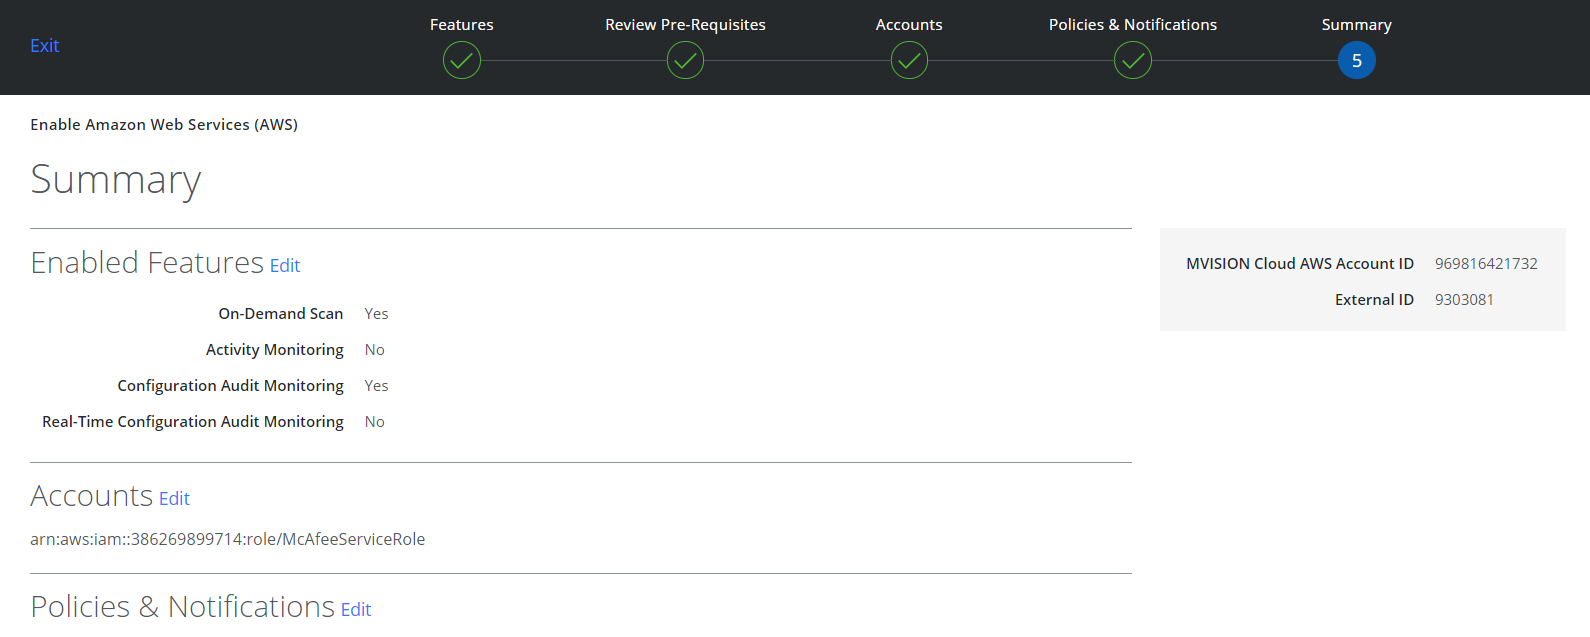 Exit
Features
Review Pre-Requisites
Accounts
Policies & Notifications
Summary
5
Enable Amazon Web Services (AWS)
Summary
Enabled Features Edit
On-Demand Scan Yes
Activity Monitoring No
Configuration Audit Monitoring Yes
Real-Time Configuration Audit Monitoring No
Accounts Edit
arn:aws:iam::386269899714:role/McAfeeServiceRole
Policies & Notifications Edit
MVISION Cloud AWS Account ID 969816421732
External ID 9303081